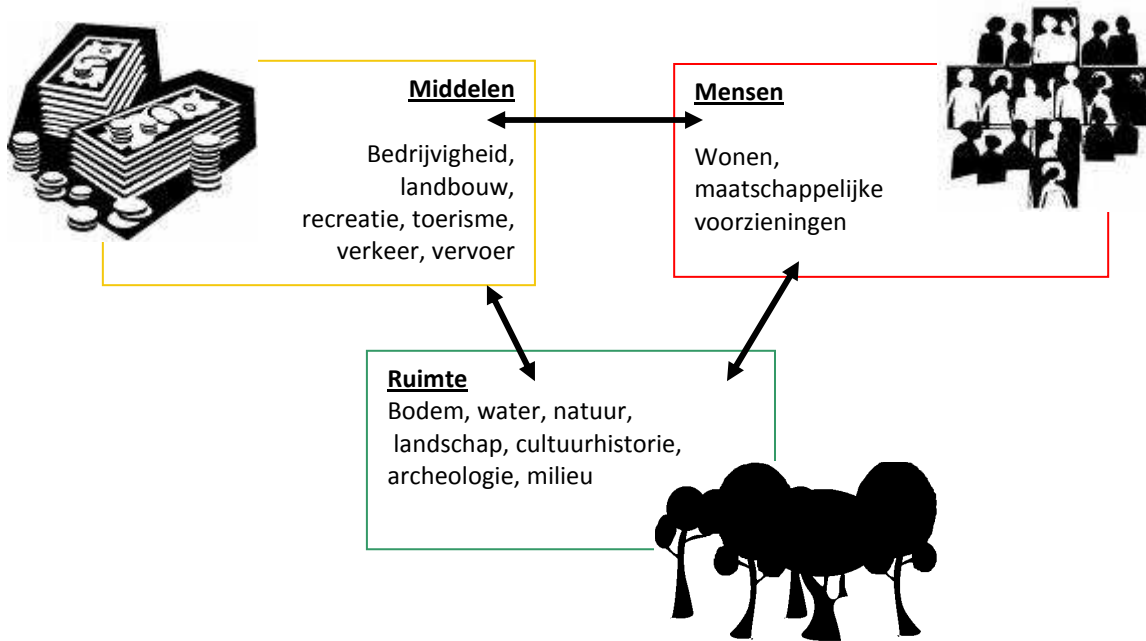 Middelen
Bedrijvigheid,
landbouw,
recreatie, toerisme,
verkeer, vervoer
Mensen
Wonen,
maatschappelijke
voorzieningen
Ruimte
Bodem, water, natuur,
landschap, cultuurhistorie,
archeologie, milieu